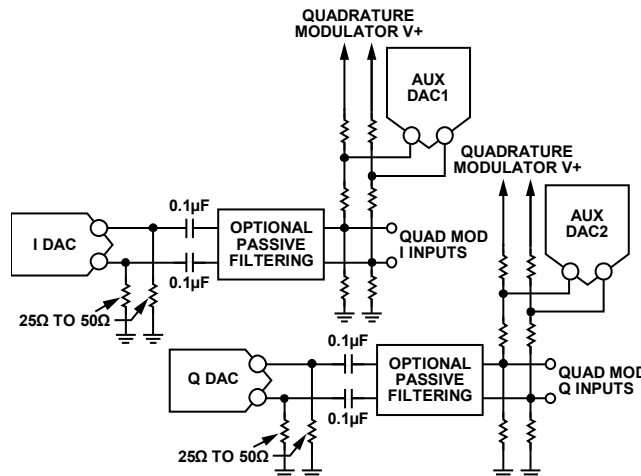 QUADRATURE
MODULATOR V+
AUX
DAC1
QUADRATURE
MODULATOR V+
AUX
DAC2
0.1µF
I DAC
OPTIONAL
PASSIVE
FILTERING
QUAD MOD
I INPUTS
0.1µF
25Ω TO 50Ω
0.1µF
Q DAC
OPTIONAL
PASSIVE
FILTERING
QUAD MOD
Q INPUTS
0.1µF
25Ω TO 50Ω